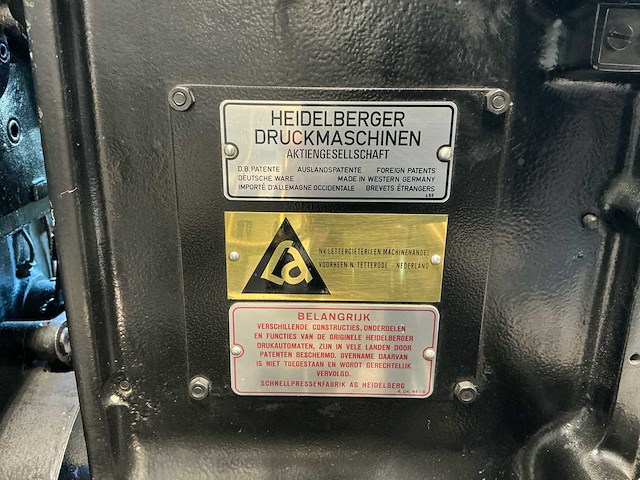 HEIDELBERGER
DRUCKMASCHINEN
AKTIENGESELLSCHAFT
D.B. PATENTE AUSLANDSPATENTE FOREIGN PATENTS
DEUTSCHE WARE MADE IN WESTERN GERMANY
IMPORTÉ D'ALLEMAGNE OCCIDENTALE BREVETS ÉTRANGERS
NV LETTERGIETERIJ EN MACHINEHANDEL
VOORHEEN N. TETTERODE - NEDERLAND
BELANGRIJK
VERSCHILLENDE CONSTRUCTIES, ONDERDELEN
EN FUNCTIES VAN DE ORIGINELE HEIDELBERGER
DRUKAUTOMATEN, ZIJN IN VELE LANDEN DOOR
PATENTEN BESCHERMD. OVERNAME DAARVAN
IS NIET TOEGESTAAN EN WORDT GERECHTELIJK
VERVOLGD.
SCHNELLPRESSENFABRIK AG HEIDELBERG